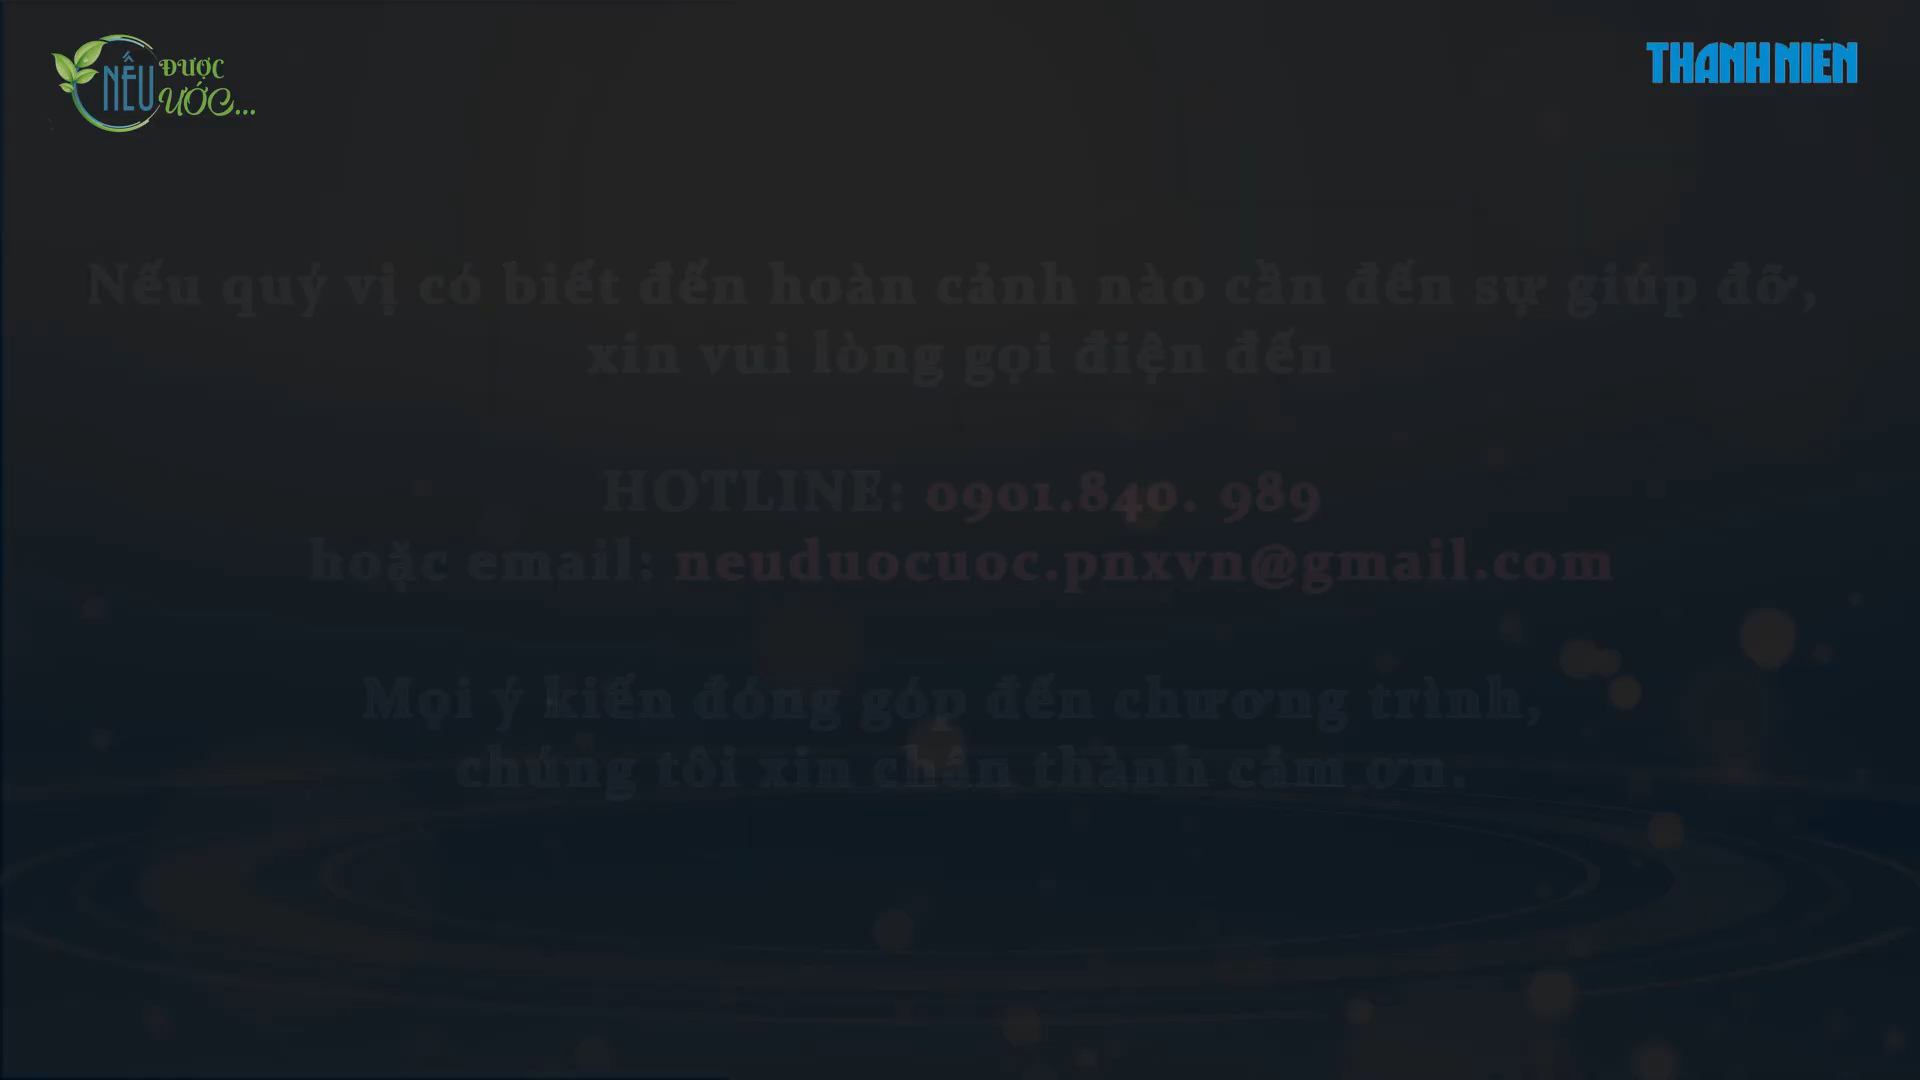 NẾU ĐƯỢC ƯỚC...
THANH NIÊN
Nếu quý vị có biết đến hoàn cảnh nào cần đến sự giúp đỡ,
xin vui lòng gọi điện đến
HOTLINE: 0901.840. 989
hoặc email: neuduocuoc.pnxvn@gmail.com
Mọi ý kiến đóng góp đến chương trình,
chúng tôi xin chân thành cảm ơn.